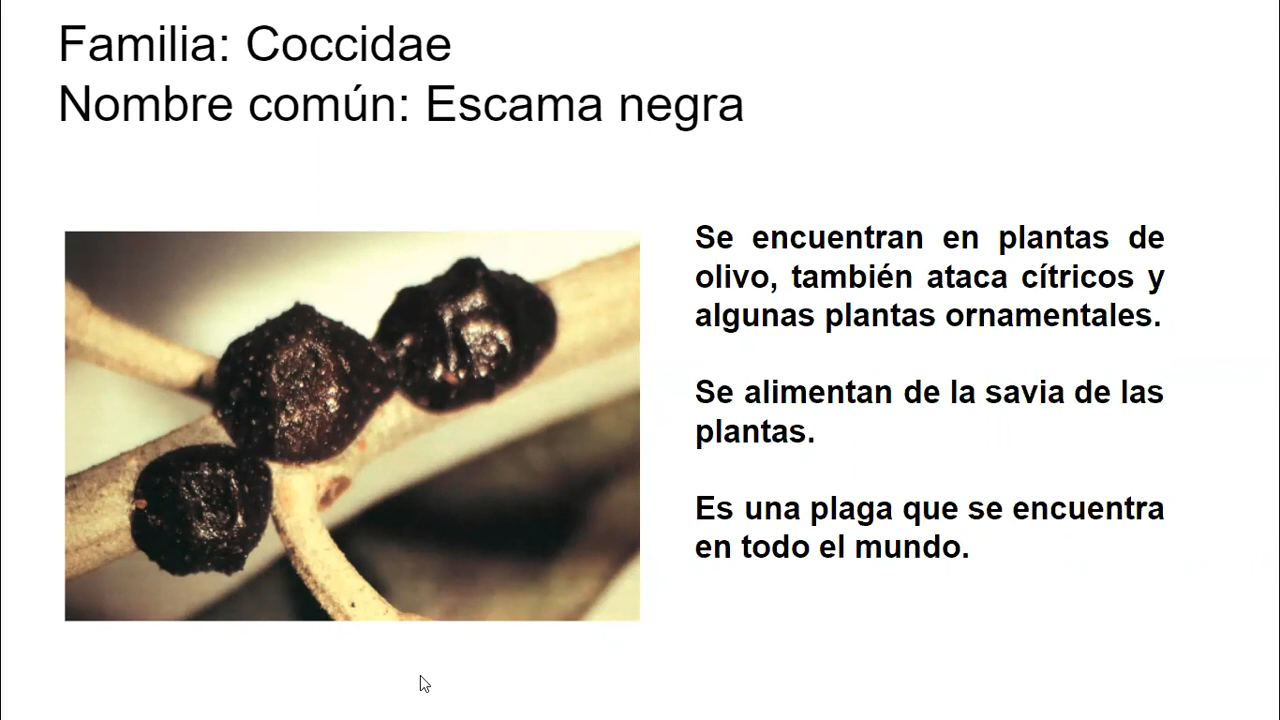 Familia: Coccidae
Nombre común: Escama negra
Se encuentran en plantas de
olivo, también ataca cítricos y
algunas plantas ornamentales.
Se alimentan de la savia de las
plantas.
Es una plaga que se encuentra
en todo el mundo.